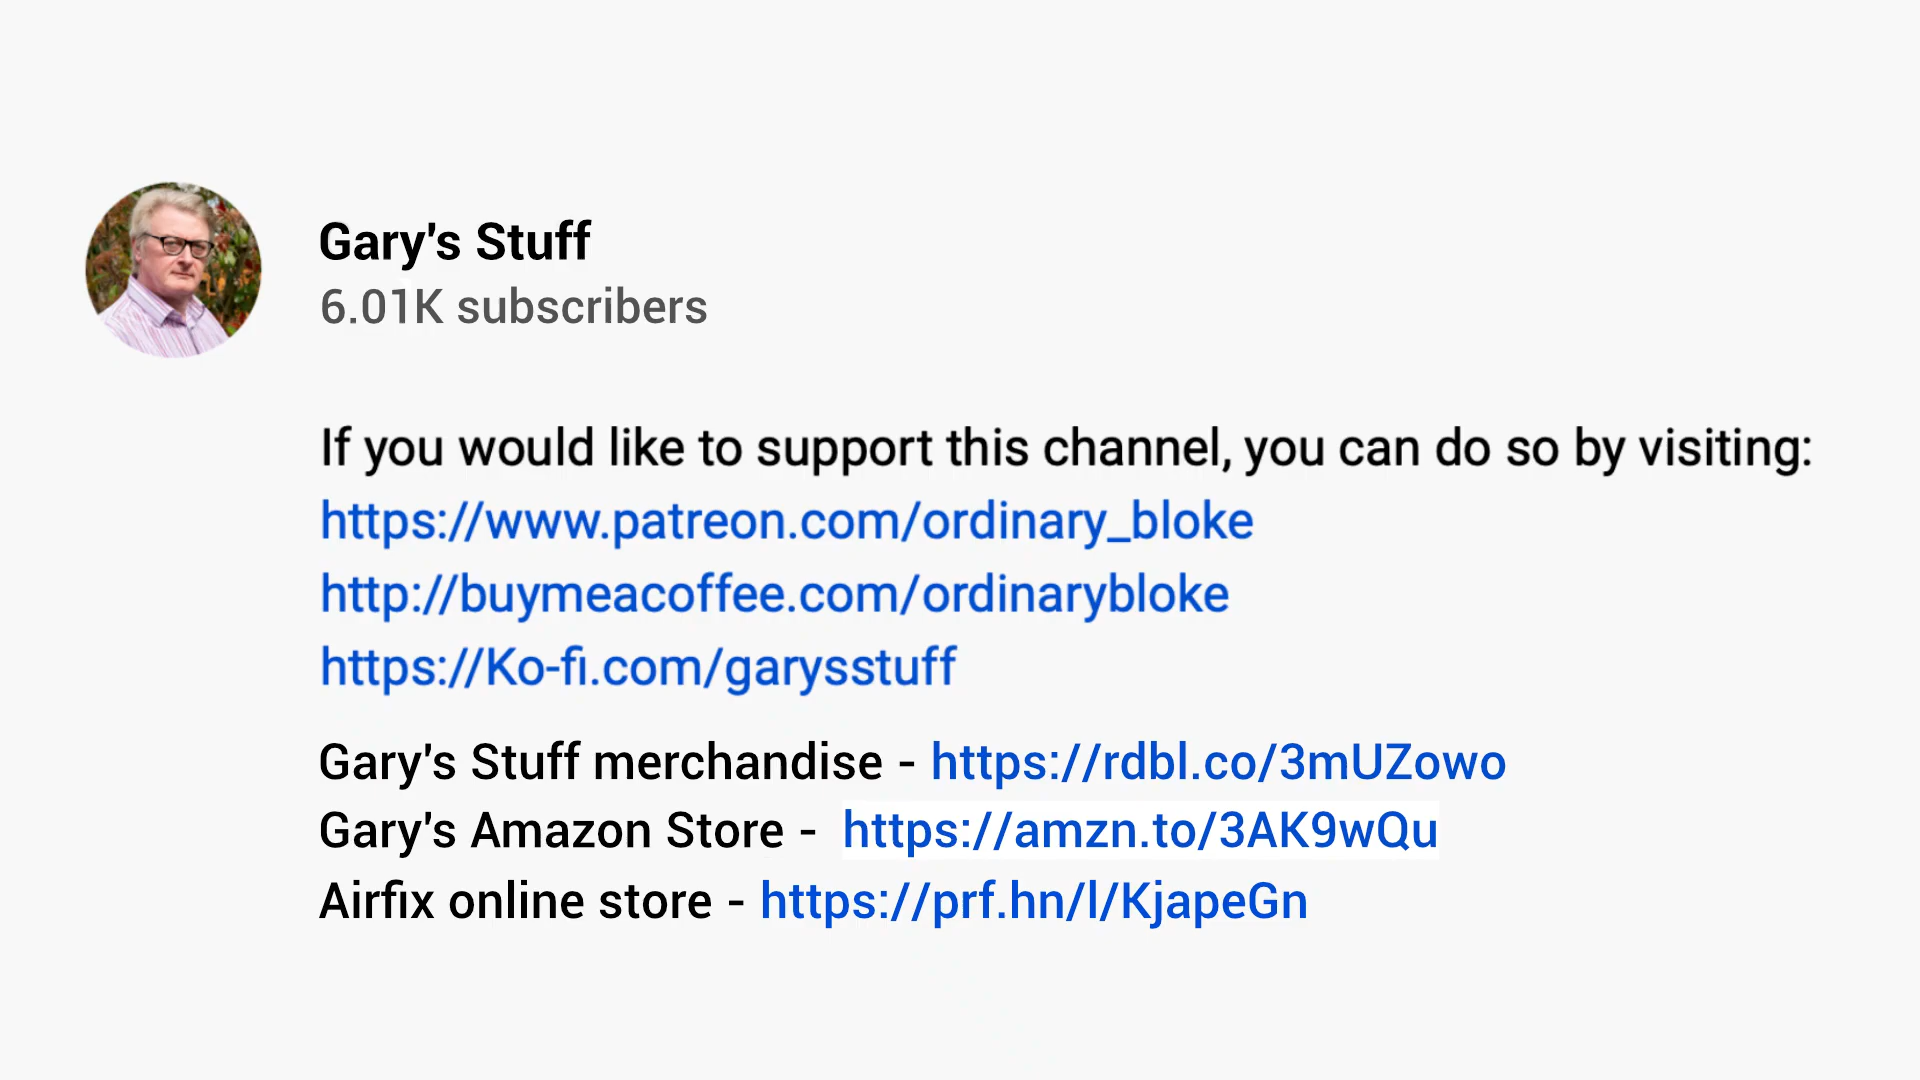 Gary's Stuff
6.01K subscribers
If you would like to support this channel, you can do so by visiting:
https://www.patreon.com/ordinary_bloke
http://buymeacoffee.com/ordinarybloke
https://Ko-fi.com/garysstuff
Gary's Stuff merchandise - https://rdbl.co/3mUZowo
Gary's Amazon Store - https://amzn.to/3AK9wQu
Airfix online store - https://prf.hn/l/KjapeGn